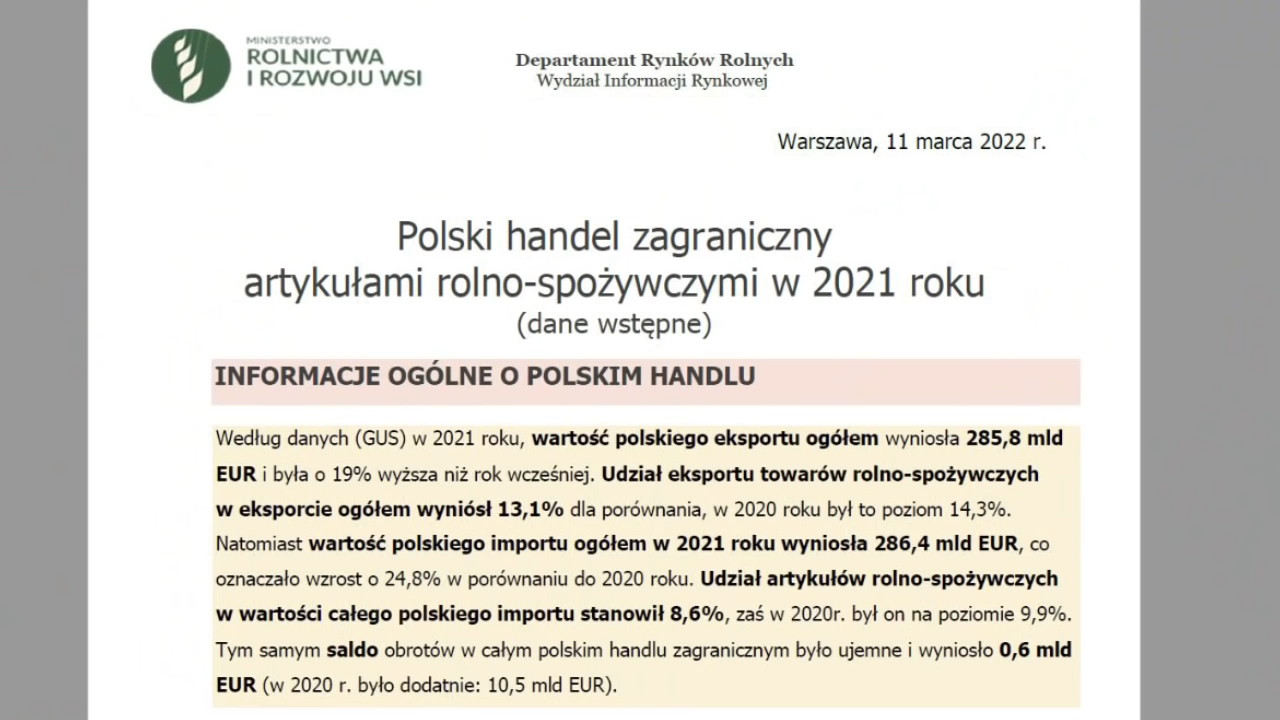 MINISTERSTWO
ROLNICTWA
I ROZWOJU WSI
Departament Rynków Rolnych
Wydział Informacji Rynkowej
Warszawa, 11 marca 2022 r.
Polski handel zagraniczny
artykułami rolno-spożywczymi w 2021 roku
(dane wstępne)
INFORMACJE OGÓLNE O POLSKIM HANDLU
Według danych (GUS) w 2021 roku, wartość polskiego eksportu ogółem wyniosła 285,8 mld
EUR i była o 19% wyższa niż rok wcześniej. Udział eksportu towarów rolno-spożywczych
w eksporcie ogółem wyniósł 13,1% dla porównania, w 2020 roku był to poziom 14,3%.
Natomiast wartość polskiego importu ogółem w 2021 roku wyniosła 286,4 mld EUR, co
oznaczało wzrost o 24,8% w porównaniu do 2020 roku. Udział artykułów rolno-spożywczych
w wartości całego polskiego importu stanowił 8,6%, zaś w 2020r. był on na poziomie 9,9%.
Tym samym saldo obrotów w całym polskim handlu zagranicznym było ujemne i wyniosło 0,6 mld
EUR (w 2020 r. było dodatnie: 10,5 mld EUR).